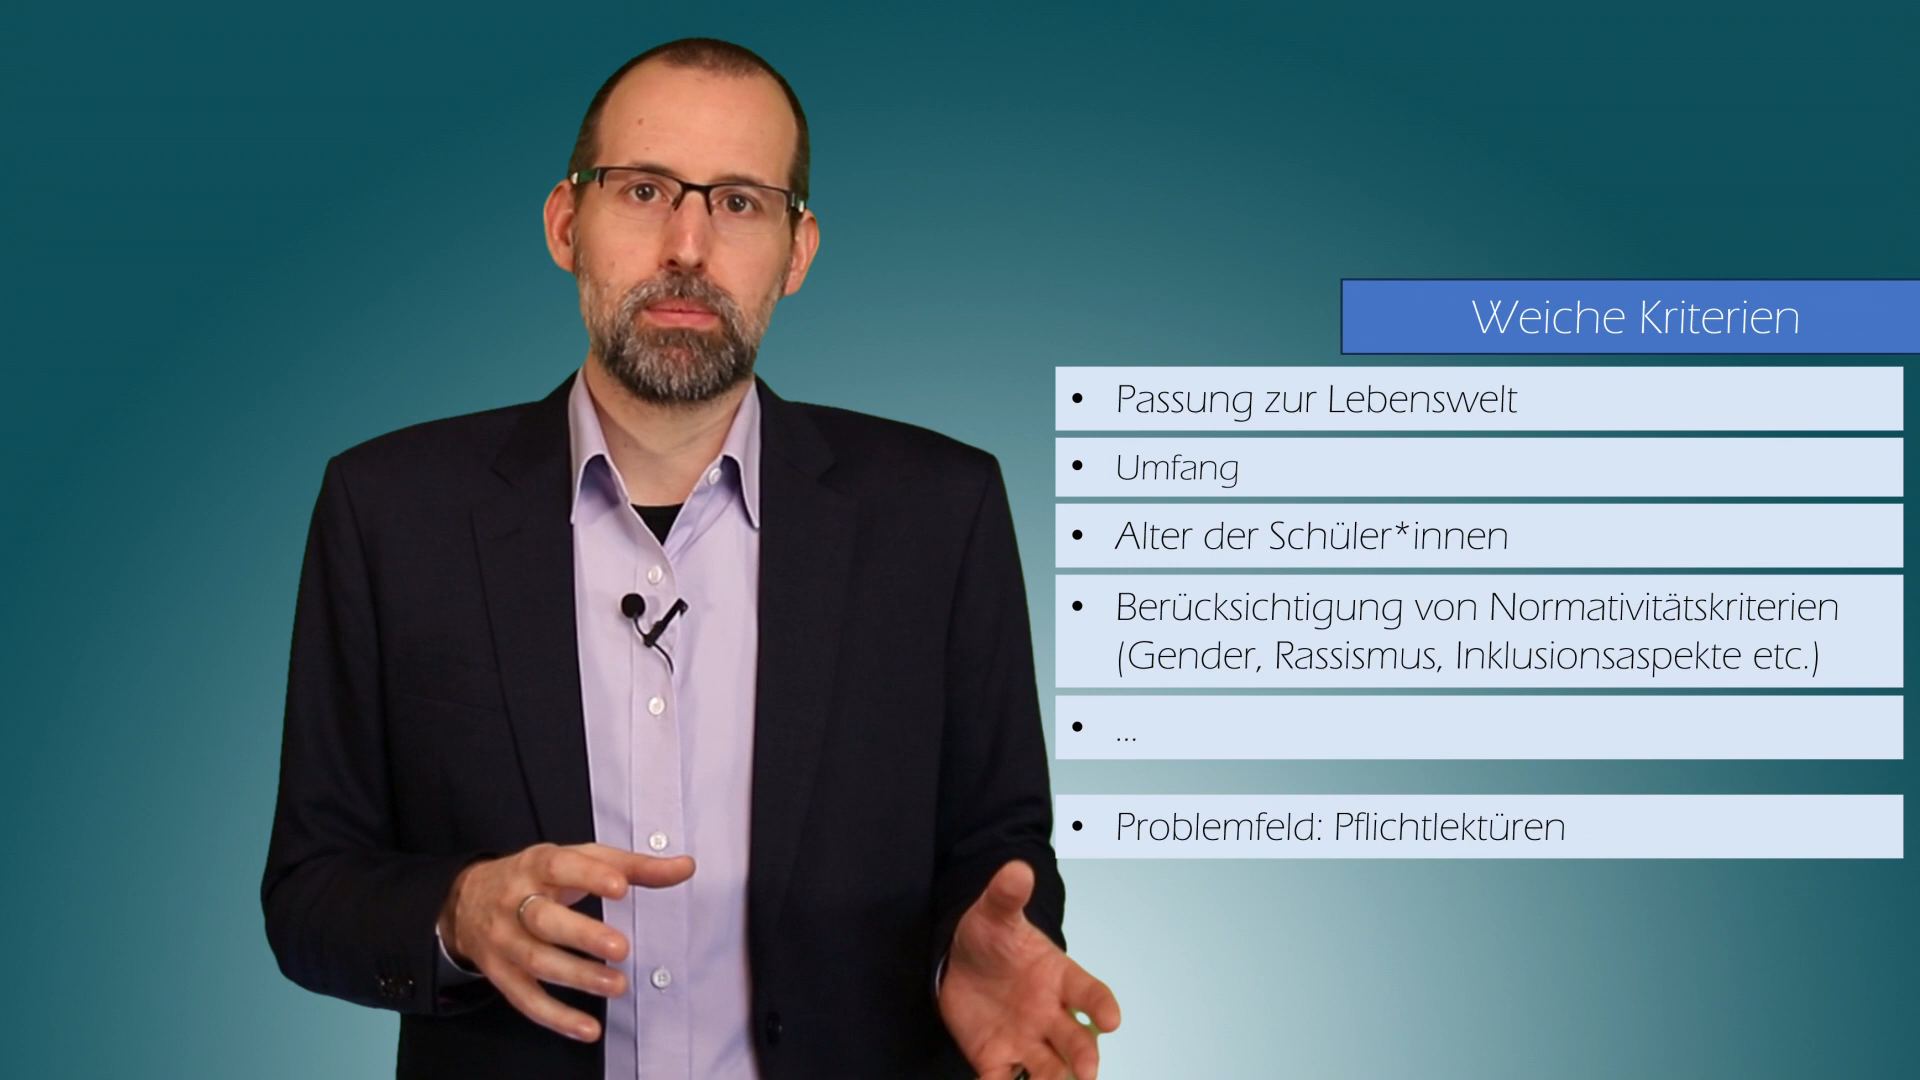 Weiche Kriterien
• Passung zur Lebenswelt
• Umfang
• Alter der Schüler*innen
• Berücksichtigung von Normativitätskriterien
(Gender, Rassismus, Inklusionsaspekte etc.)
• ...
• Problemfeld: Pflichtlektüren